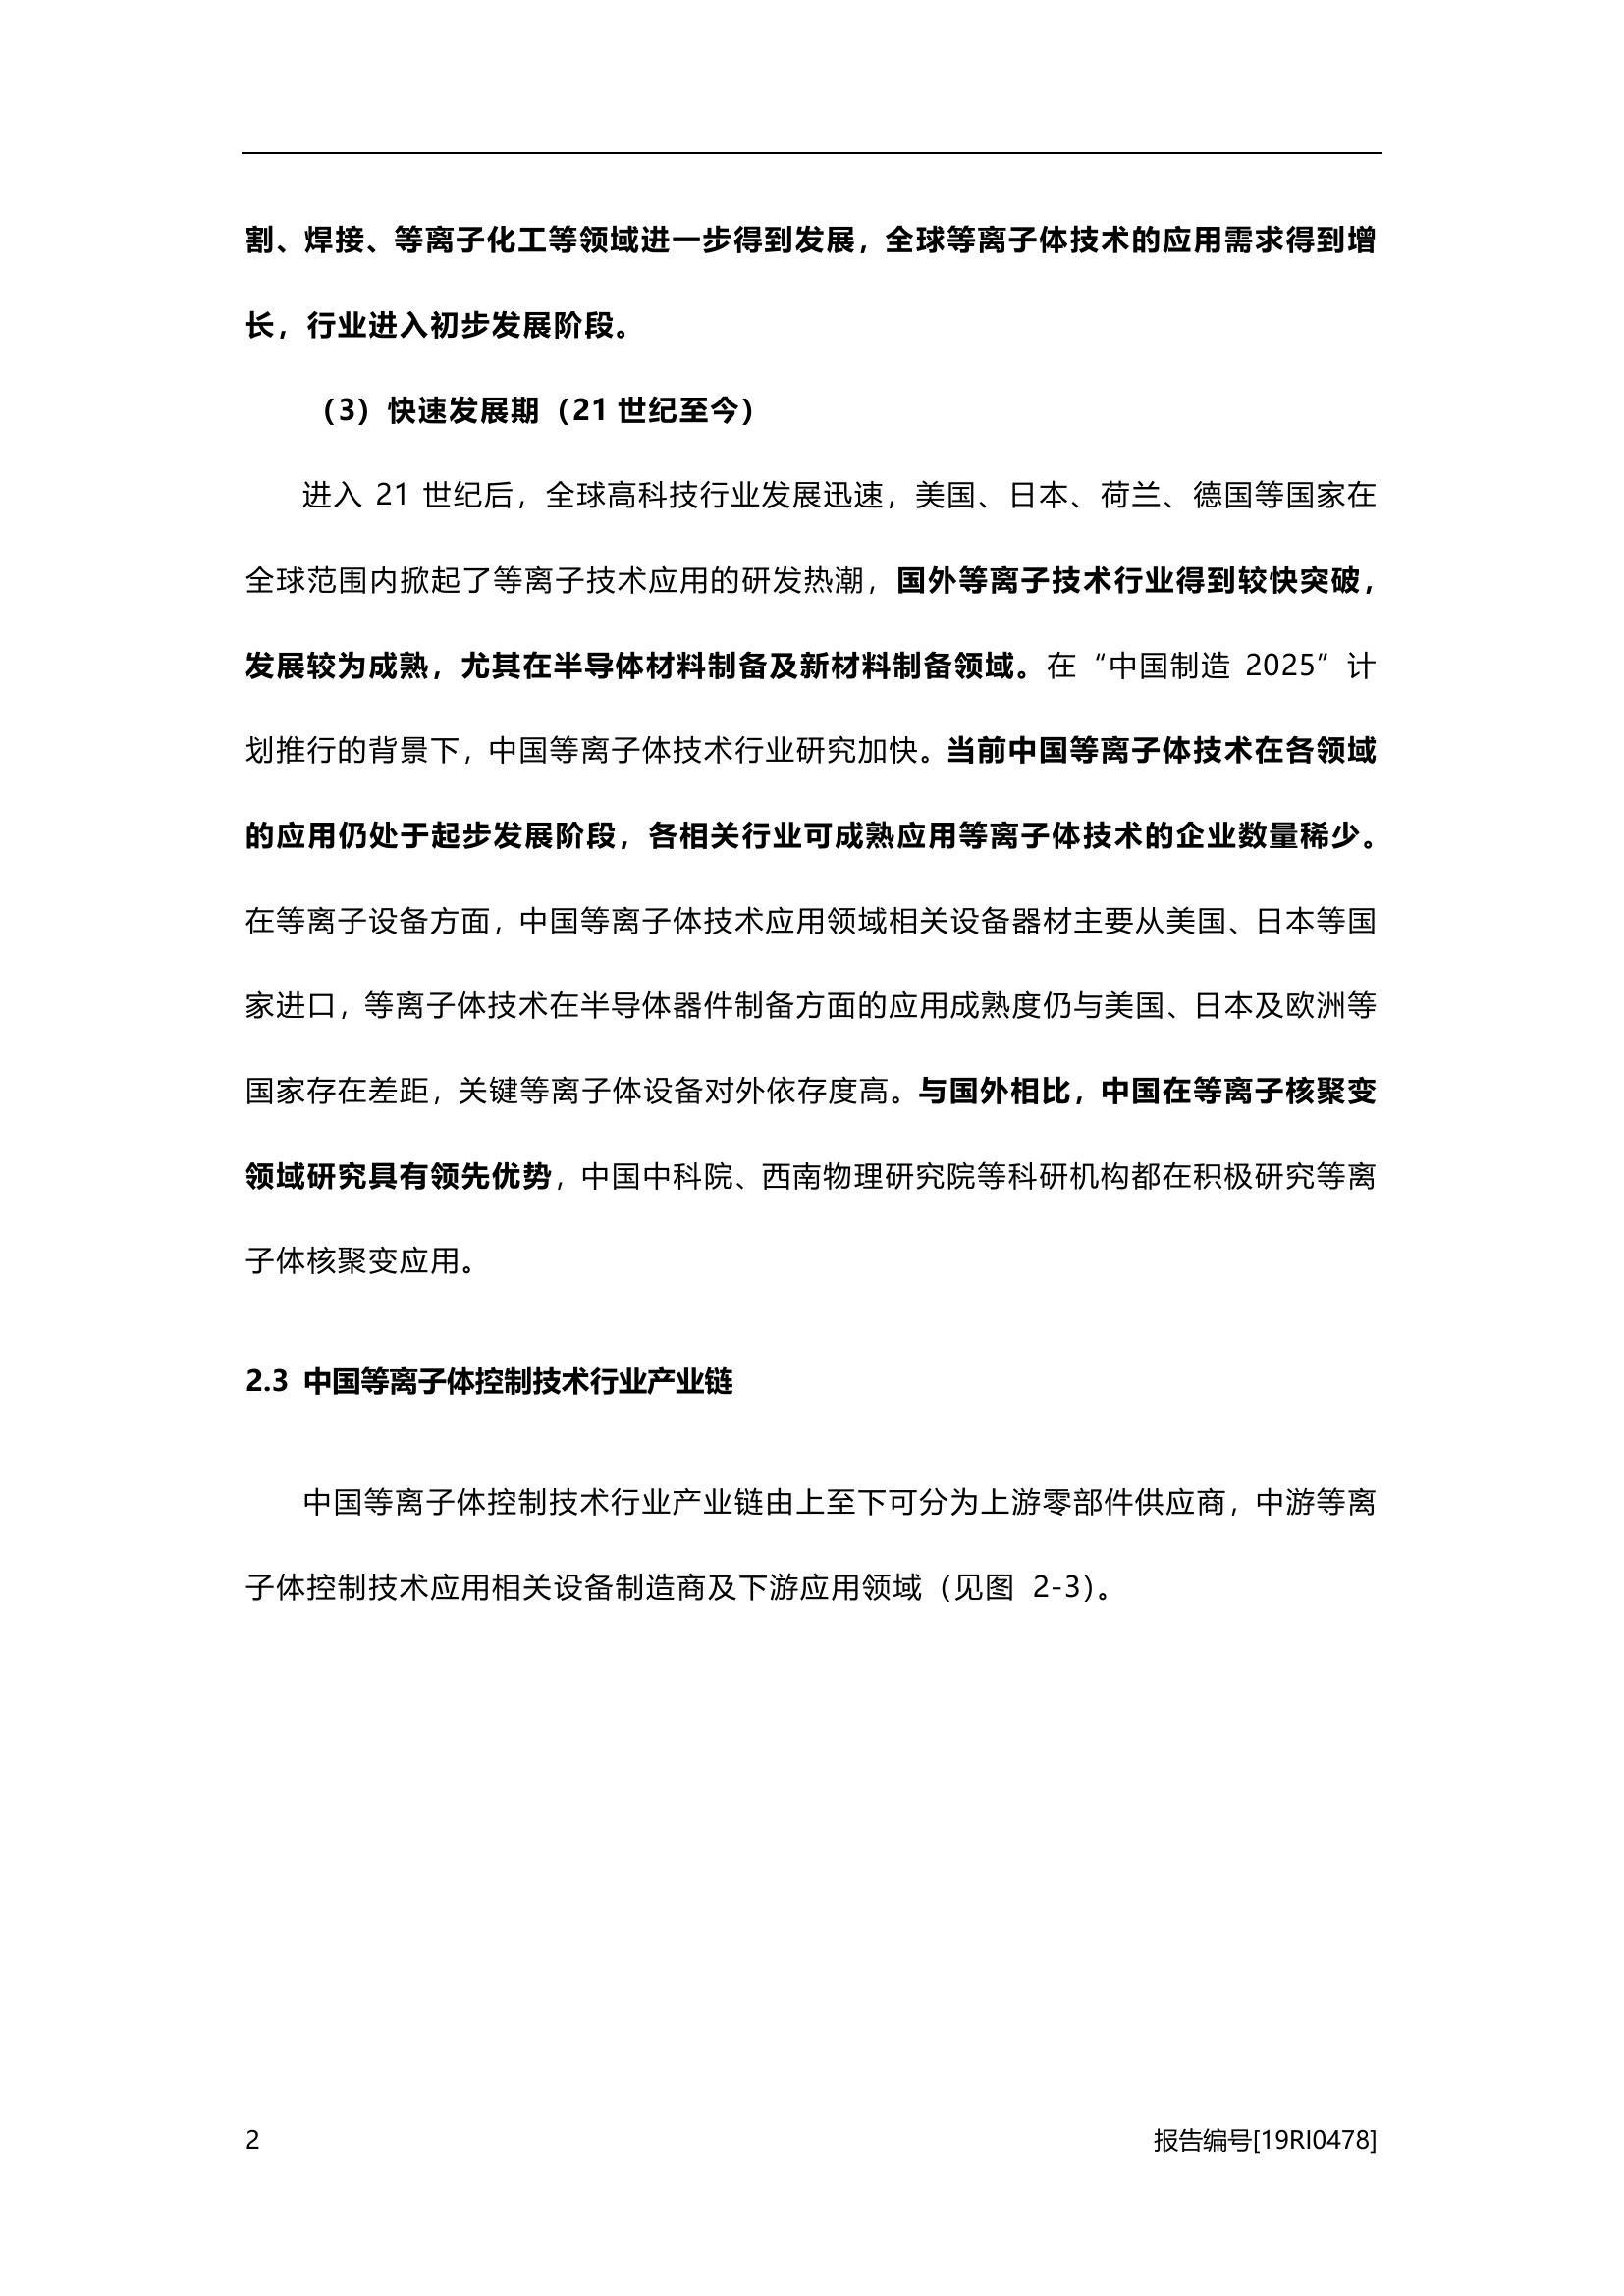 割、焊接、等离子化工等领域进一步得到发展，全球等离子体技术的应用需求得到增
长，行业进入初步发展阶段。
（3）快速发展期（21 世纪至今）
进入 21 世纪后，全球高科技行业发展迅速，美国、日本、荷兰、德国等国家在
全球范围内掀起了等离子技术应用的研发热潮，国外等离子技术行业得到较快突破，
发展较为成熟，尤其在半导体材料制备及新材料制备领域。在“中国制造 2025”计
划推行的背景下，中国等离子体技术行业研究加快。当前中国等离子体技术在各领域
的应用仍处于起步发展阶段，各相关行业可成熟应用等离子体技术的企业数量稀少。
在等离子设备方面，中国等离子体技术应用领域相关设备器材主要从美国、日本等国
家进口，等离子体技术在半导体器件制备方面的应用成熟度仍与美国、日本及欧洲等
国家存在差距，关键等离子体设备对外依存度高。与国外相比，中国在等离子核聚变
领域研究具有领先优势，中国中科院、西南物理研究院等科研机构都在积极研究等离
子体核聚变应用。
2.3 中国等离子体控制技术行业产业链
中国等离子体控制技术行业产业链由上至下可分为上游零部件供应商，中游等离
子体控制技术应用相关设备制造商及下游应用领域（见图 2-3）。
2 报告编号[19RI0478]